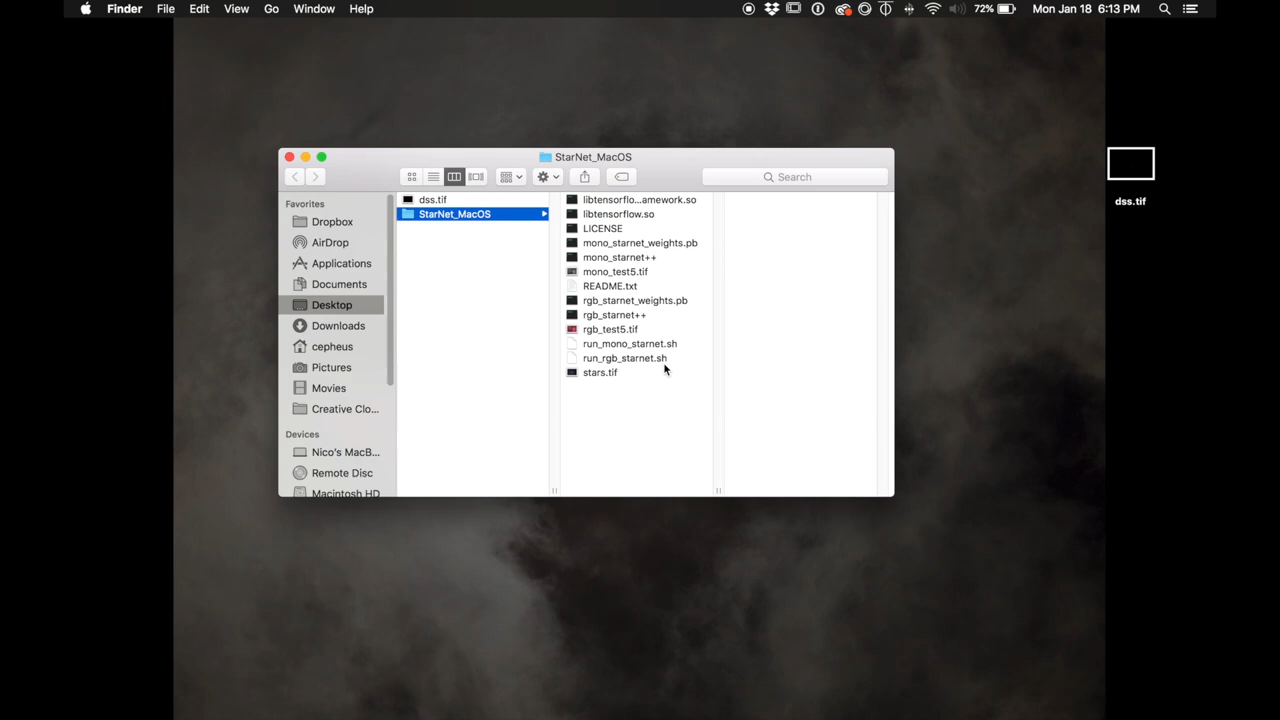 Finder File Edit View Go Window Help 72% Mon Jan 18 6:13 PM
StarNet_MacOS
Search
Favorites
Dropbox
AirDrop
Applications
Documents
Desktop
Downloads
cepheus
Pictures
Movies
Creative Clo...
Devices
Nico's MacB...
Remote Disc
Macintosh HD
dss.tif
StarNet_MacOS
libtensorflo...amework.so
libtensorflow.so
LICENSE
mono_starnet_weights.pb
mono_starnet++
mono_test5.tif
README.txt
rgb_starnet_weights.pb
rgb_starnet++
rgb_test5.tif
run_mono_starnet.sh
run_rgb_starnet.sh
stars.tif
dss.tif